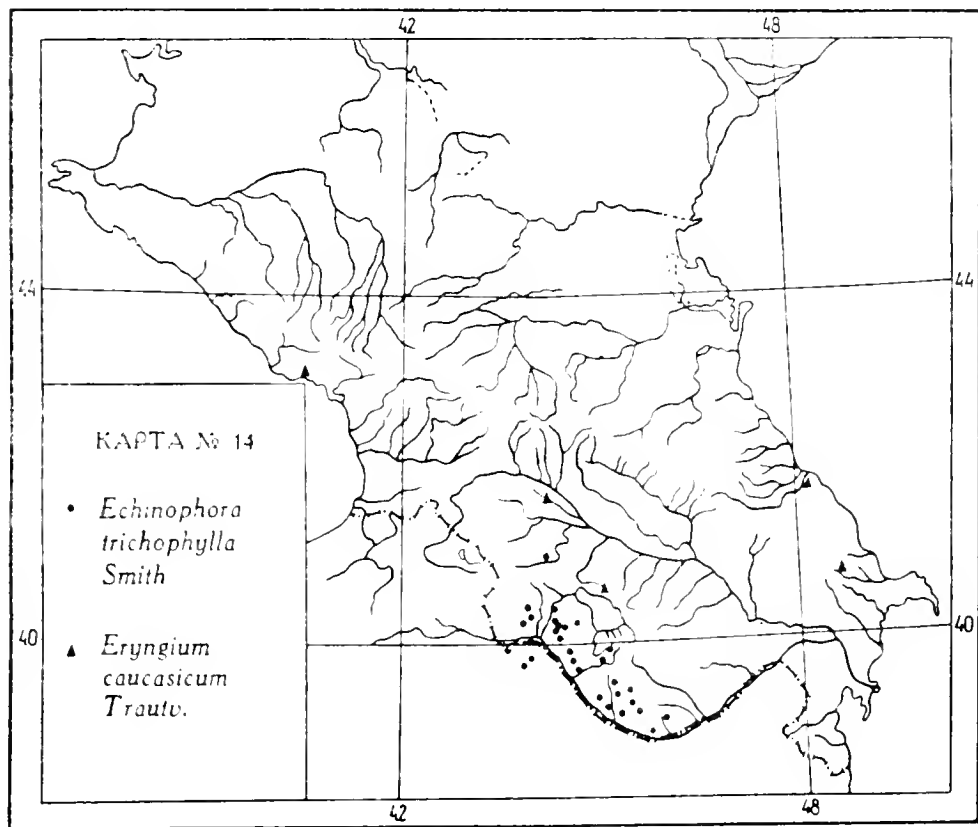 42 48
44 44
КАРТА № 14
• Echinophora
trichophylla
Smith
40 40
▲ Eryngium
caucasicum
Trautv.
42 48